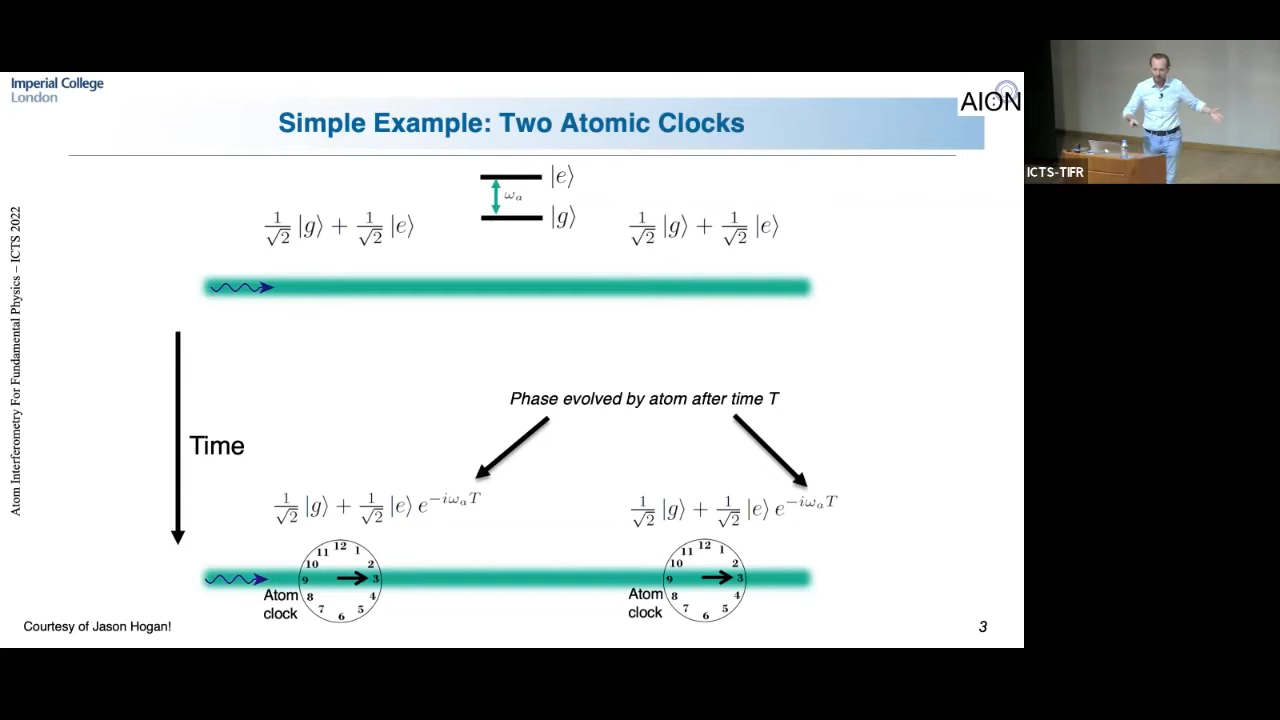 Imperial College
London
Simple Example: Two Atomic Clocks
AION
ICTS-TIFR
|e⟩
ω_a
|g⟩
1/√2 |g⟩ + 1/√2 |e⟩
1/√2 |g⟩ + 1/√2 |e⟩
Atom Interferometry For Fundamental Physics – ICTS 2022
Phase evolved by atom after time T
Time
1/√2 |g⟩ + 1/√2 |e⟩ e^{-iω_a T}
1/√2 |g⟩ + 1/√2 |e⟩ e^{-iω_a T}
12 1 2 3 4 5 6 7 8 9 10 11
Atom
clock
12 1 2 3 4 5 6 7 8 9 10 11
Atom
clock
Courtesy of Jason Hogan!
3